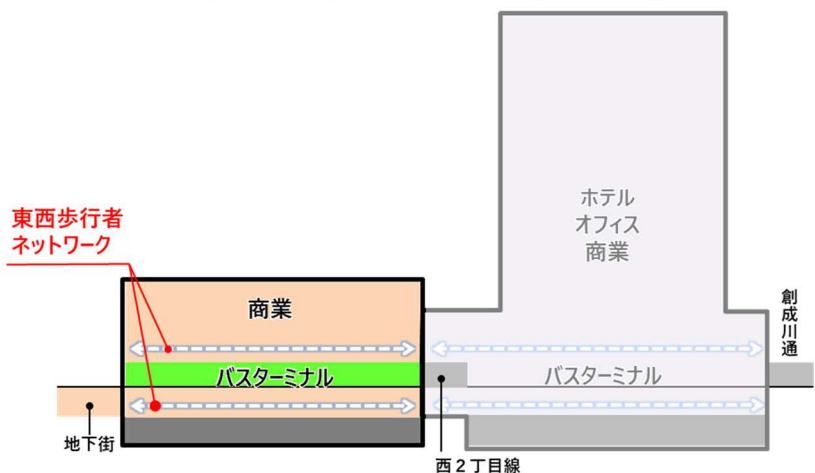 ホテル
オフィス
商業
東西歩行者
ネットワーク
商業
創成川通
バスターミナル
バスターミナル
地下街
西２丁目線